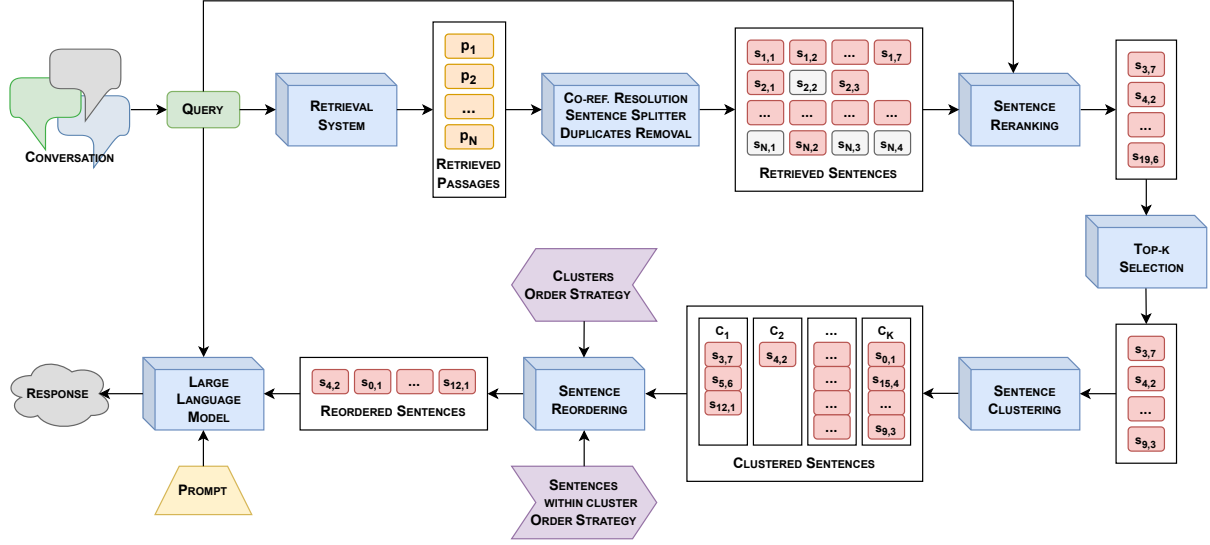 CONVERSATION
QUERY
RETRIEVAL
SYSTEM
p1
p2
...
pN
RETRIEVED
PASSAGES
CO-REF. RESOLUTION
SENTENCE SPLITTER
DUPLICATES REMOVAL
s1,1 s1,2 ... s1,7
s2,1 s2,2 s2,3
... ... ... ...
sN,1 sN,2 sN,3 sN,4
RETRIEVED SENTENCES
SENTENCE
RERANKING
s3,7
s4,2
...
s19,6
TOP-K
SELECTION
s3,7
s4,2
...
s9,3
SENTENCE
CLUSTERING
C1 C2 ... CK
s3,7 s4,2 ... s0,1
s5,6 ... s15,4
s12,1 ... ...
... s9,3
CLUSTERED SENTENCES
CLUSTERS
ORDER STRATEGY
SENTENCE
REORDERING
SENTENCES
WITHIN CLUSTER
ORDER STRATEGY
s4,2 s0,1 ... s12,1
REORDERED SENTENCES
LARGE
LANGUAGE
MODEL
PROMPT
RESPONSE